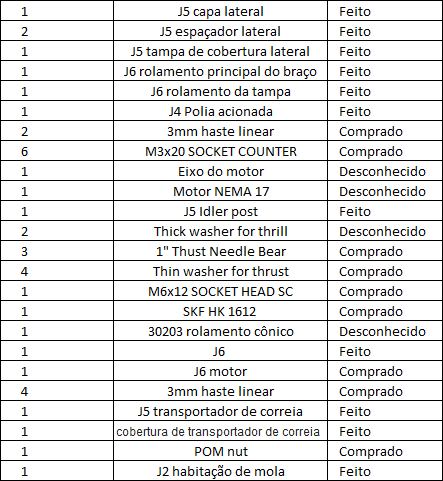 1 J5 capa lateral Feito
2 J5 espaçador lateral Feito
1 J5 tampa de cobertura lateral Feito
1 J6 rolamento principal do braço Feito
1 J6 rolamento da tampa Feito
1 J4 Polia acionada Feito
2 3mm haste linear Comprado
6 M3x20 SOCKET COUNTER Comprado
1 Eixo do motor Desconhecido
1 Motor NEMA 17 Desconhecido
1 J5 Idler post Feito
2 Thick washer for thrill Desconhecido
3 1" Thust Needle Bear Comprado
4 Thin washer for thrust Comprado
1 M6x12 SOCKET HEAD SC Comprado
1 SKF HK 1612 Comprado
1 30203 rolamento cônico Desconhecido
1 J6 Feito
1 J6 motor Comprado
4 3mm haste linear Comprado
1 J5 transportador de correia Feito
1 cobertura de transportador de correia Feito
1 POM nut Comprado
1 J2 habitação de mola Feito